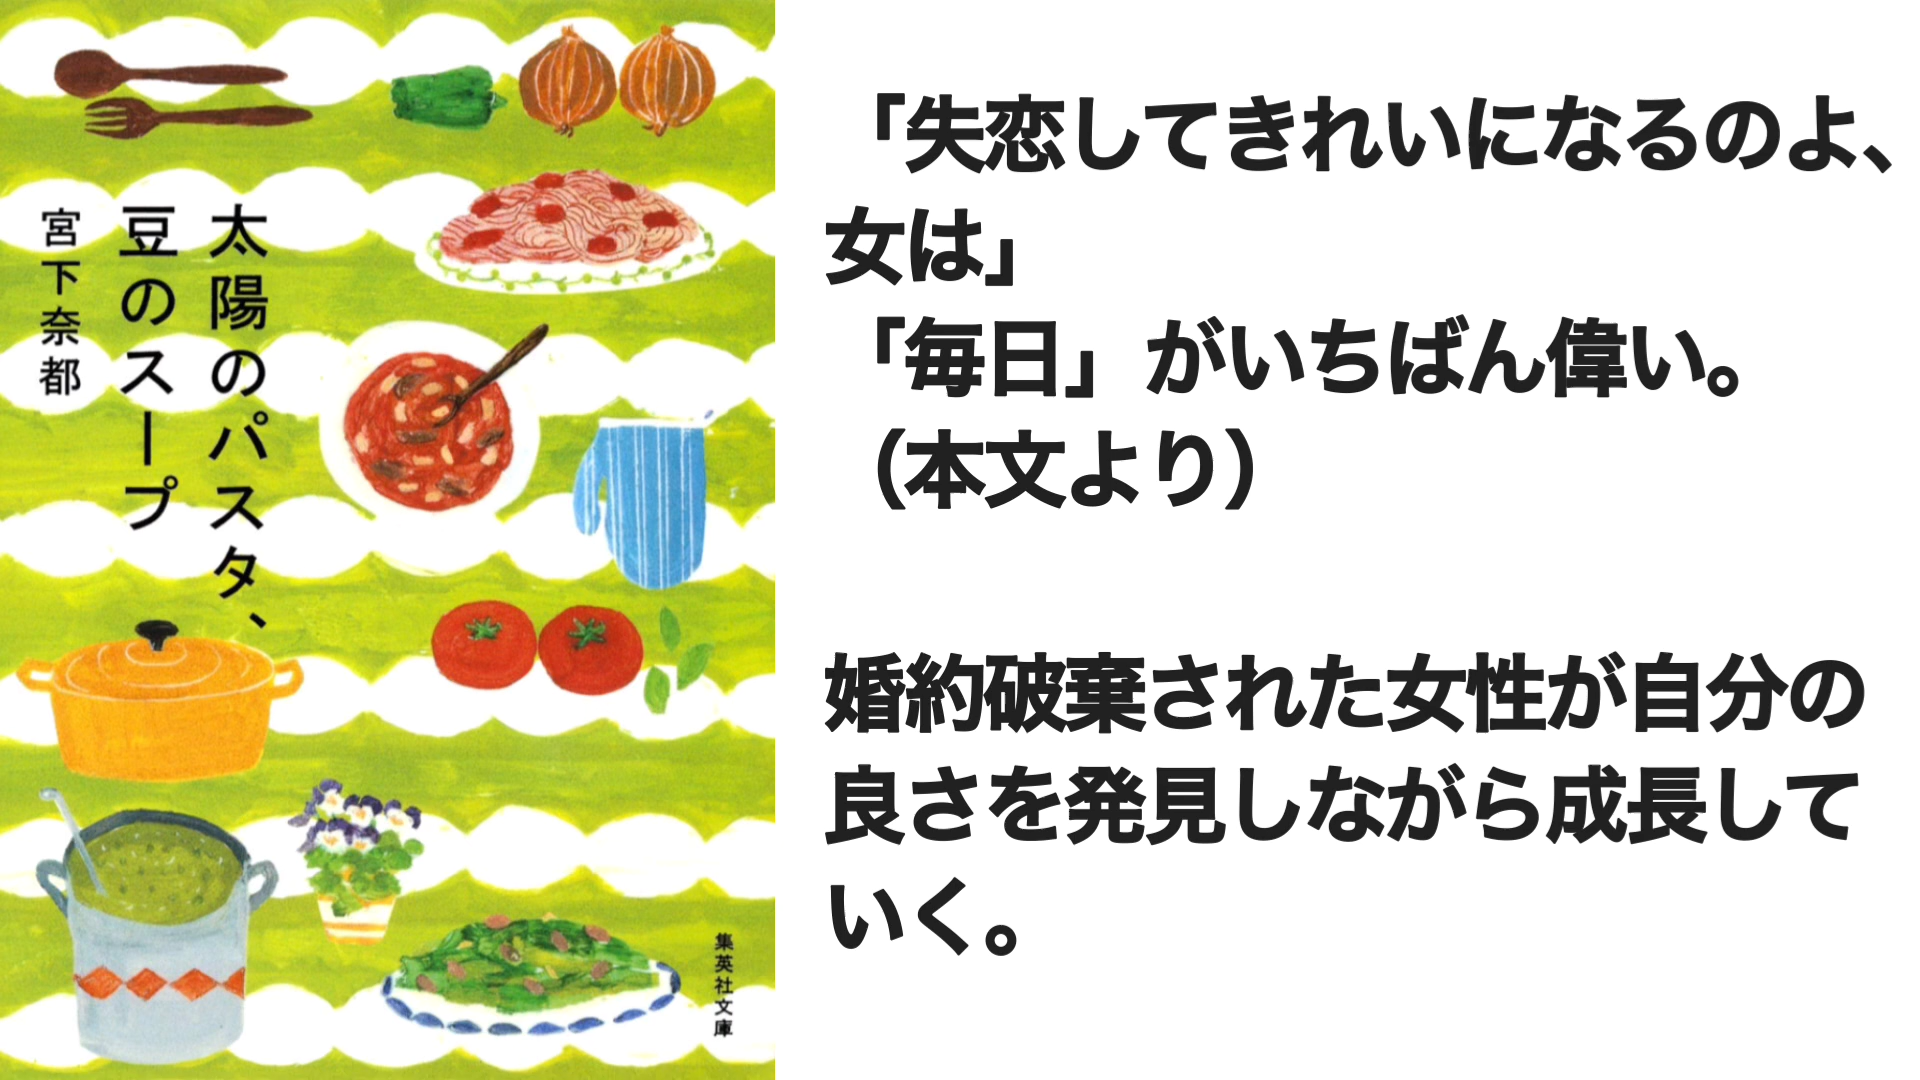 太陽のパスタ、
豆のスープ
宮下奈都
集英社文庫
「失恋してきれいになるのよ、
女は」
「毎日」がいちばん偉い。
（本文より）
婚約破棄された女性が自分の
良さを発見しながら成長して
いく。